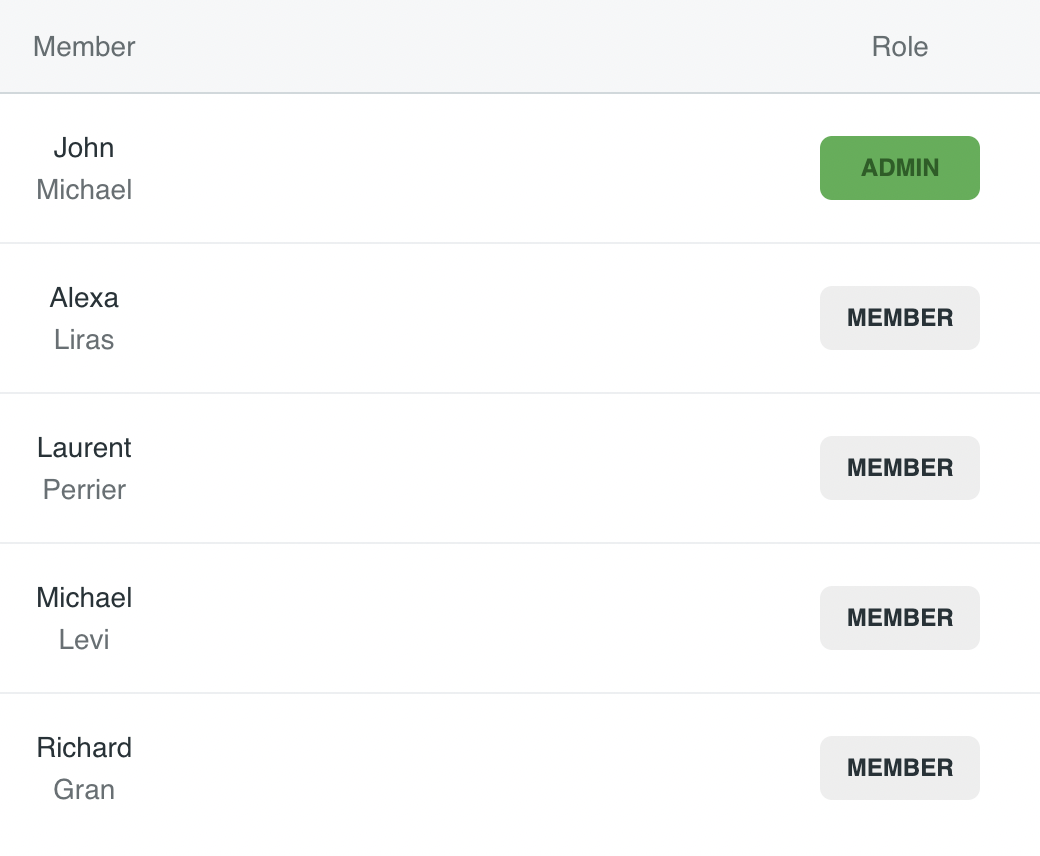 Member Role
John
Michael
ADMIN
Alexa
Liras
MEMBER
Laurent
Perrier
MEMBER
Michael
Levi
MEMBER
Richard
Gran
MEMBER